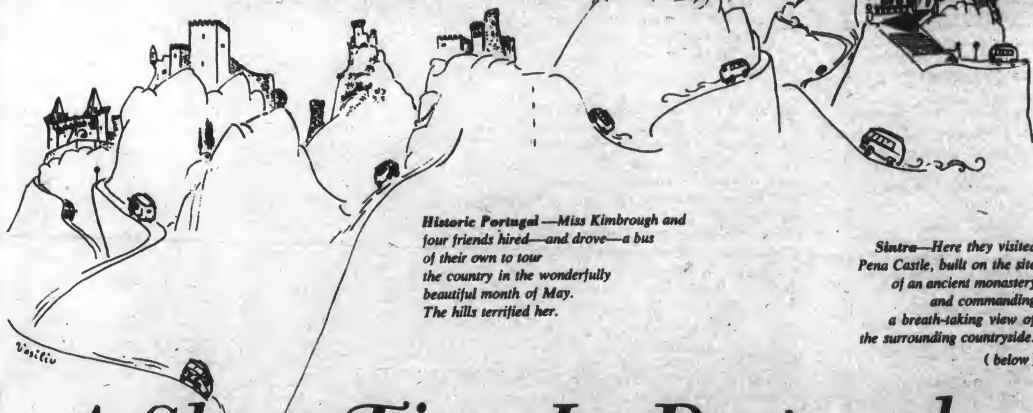 Historic Portugal—Miss Kimbrough and
four friends hired—and drove—a bus
of their own to tour
the country in the wonderfully
beautiful month of May.
The hills terrified her.
Sintra—Here they visited
Pena Castle, built on the site
of an ancient monastery
and commanding
a breath-taking view of
the surrounding countryside.
( below
Vasiliu